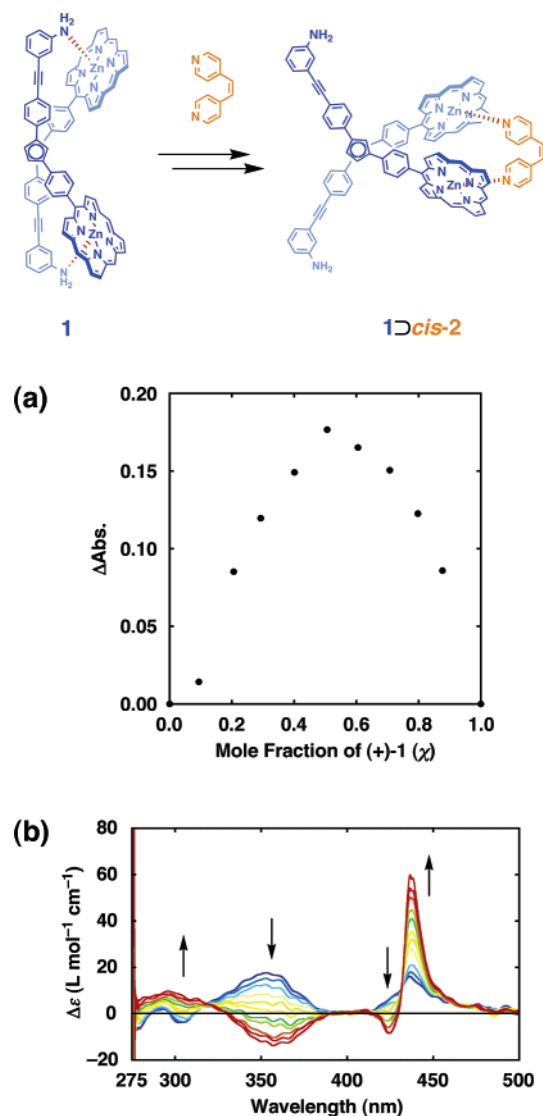 NH2
N
H2
N
N
N
N
N
Zn
N
N
N
N
Zn
N
H2
1
N
N
NH2
NH2
N
N
Zn
N
N
N
N
Zn
N
N
N
N
1⊃cis-2
(a)
ΔAbs.
0.20
0.15
0.10
0.05
0.00
0.0 0.2 0.4 0.6 0.8 1.0
Mole Fraction of (+)-1 (χ)
(b)
Δε (L mol−1 cm−1)
80
60
40
20
0
−20
275 300 350 400 450 500
Wavelength (nm)